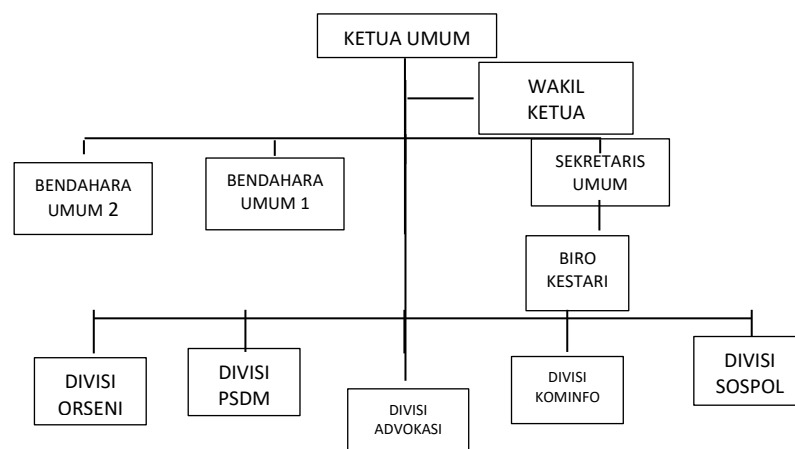 KETUA UMUM
WAKIL
KETUA
BENDAHARA
UMUM 2
BENDAHARA
UMUM 1
SEKRETARIS
UMUM
BIRO
KESTARI
DIVISI
ORSENI
DIVISI
PSDM
DIVISI
ADVOKASI
DIVISI
KOMINFO
DIVISI
SOSPOL